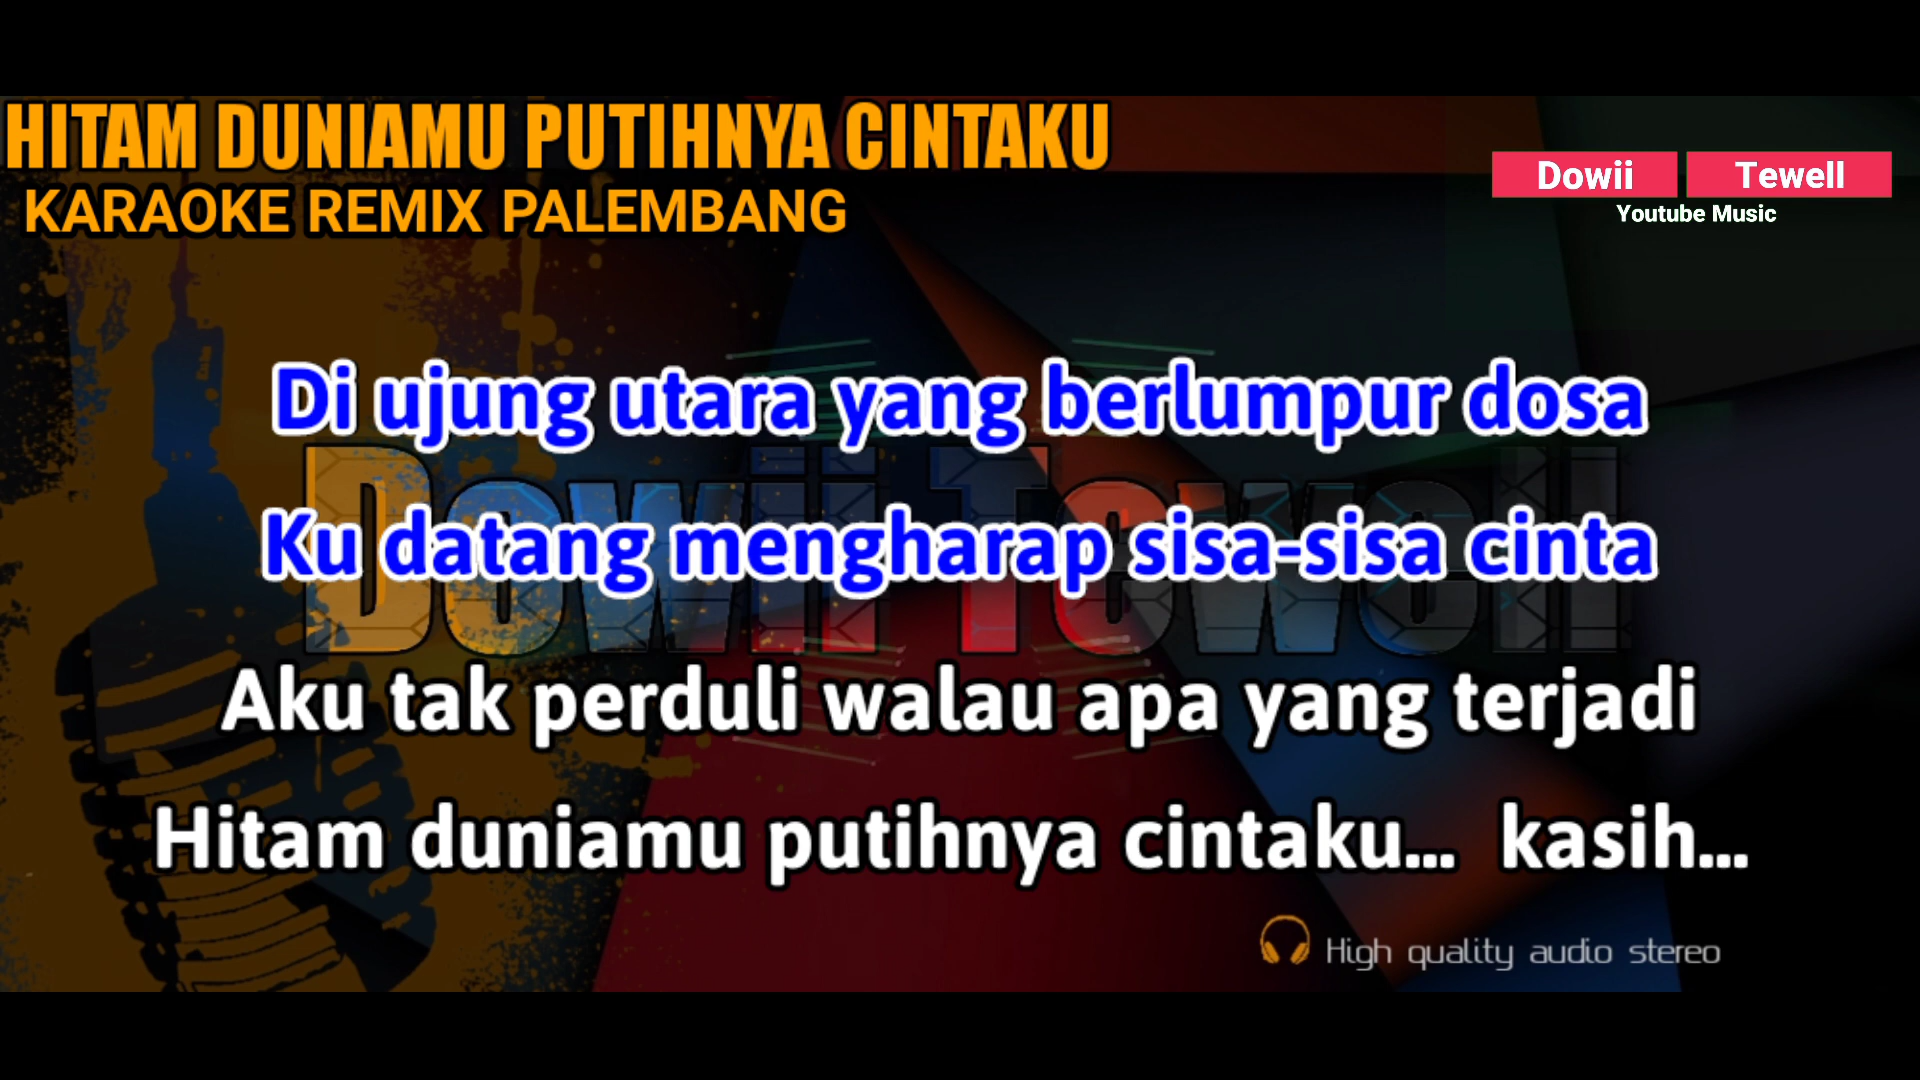 HITAM DUNIAMU PUTIHNYA CINTAKU
KARAOKE REMIX PALEMBANG
Dowii Tewell
Youtube Music
Di ujung utara yang berlumpur dosa
Dowii Tewell
Ku datang mengharap sisa-sisa cinta
Aku tak perduli walau apa yang terjadi
Hitam duniamu putihnya cintaku... kasih...
High quality audio stereo